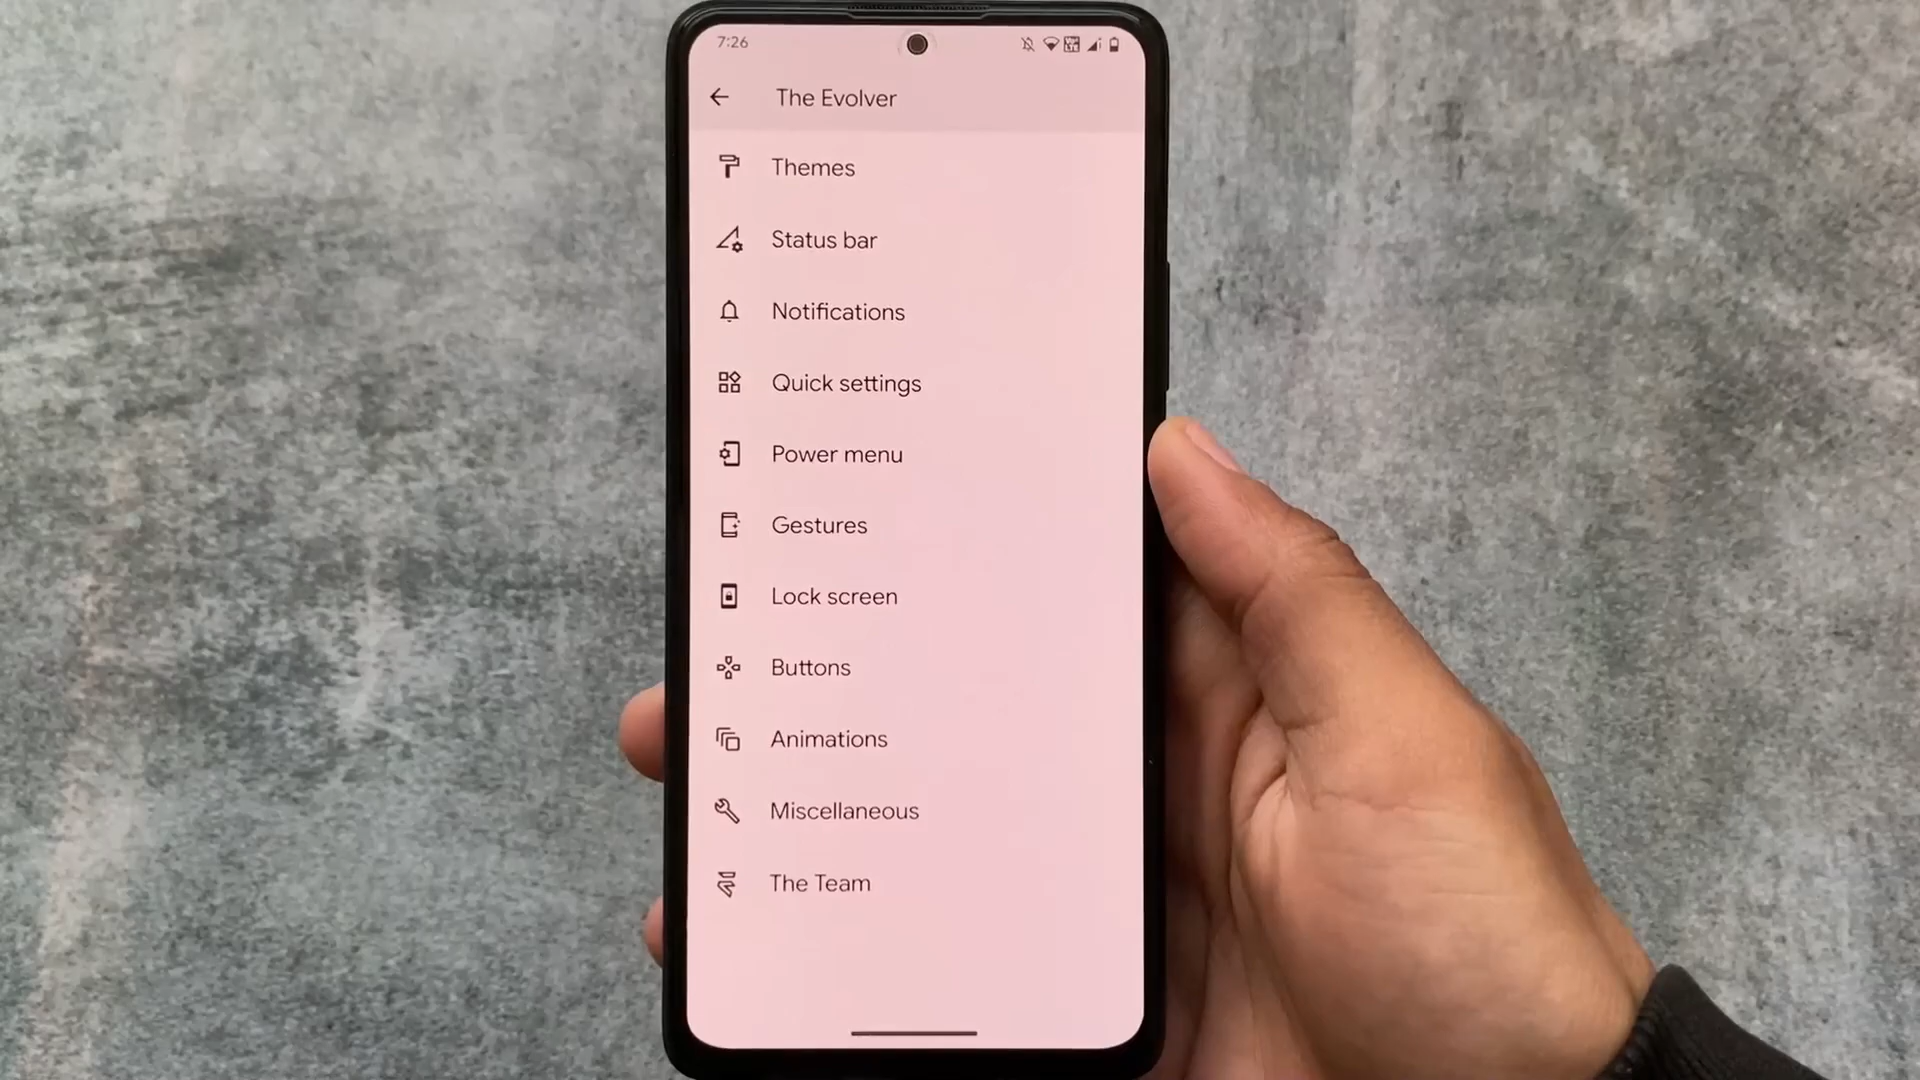 7:26
The Evolver
Themes
Status bar
Notifications
Quick settings
Power menu
Gestures
Lock screen
Buttons
Animations
Miscellaneous
The Team